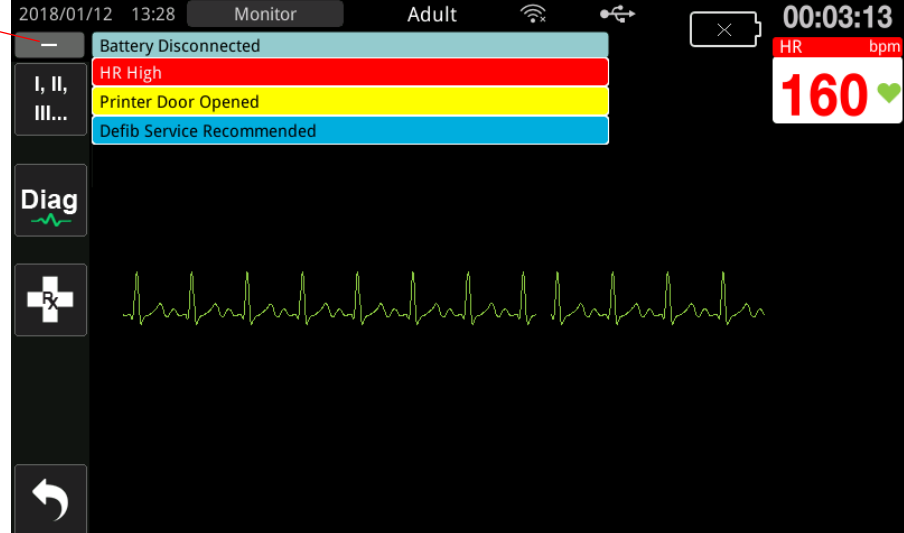 2018/01/12 13:28 Monitor Adult 00:03:13
Battery Disconnected
HR bpm
HR High
160
I, II,
III...
Printer Door Opened
Defib Service Recommended
Diag
Rx